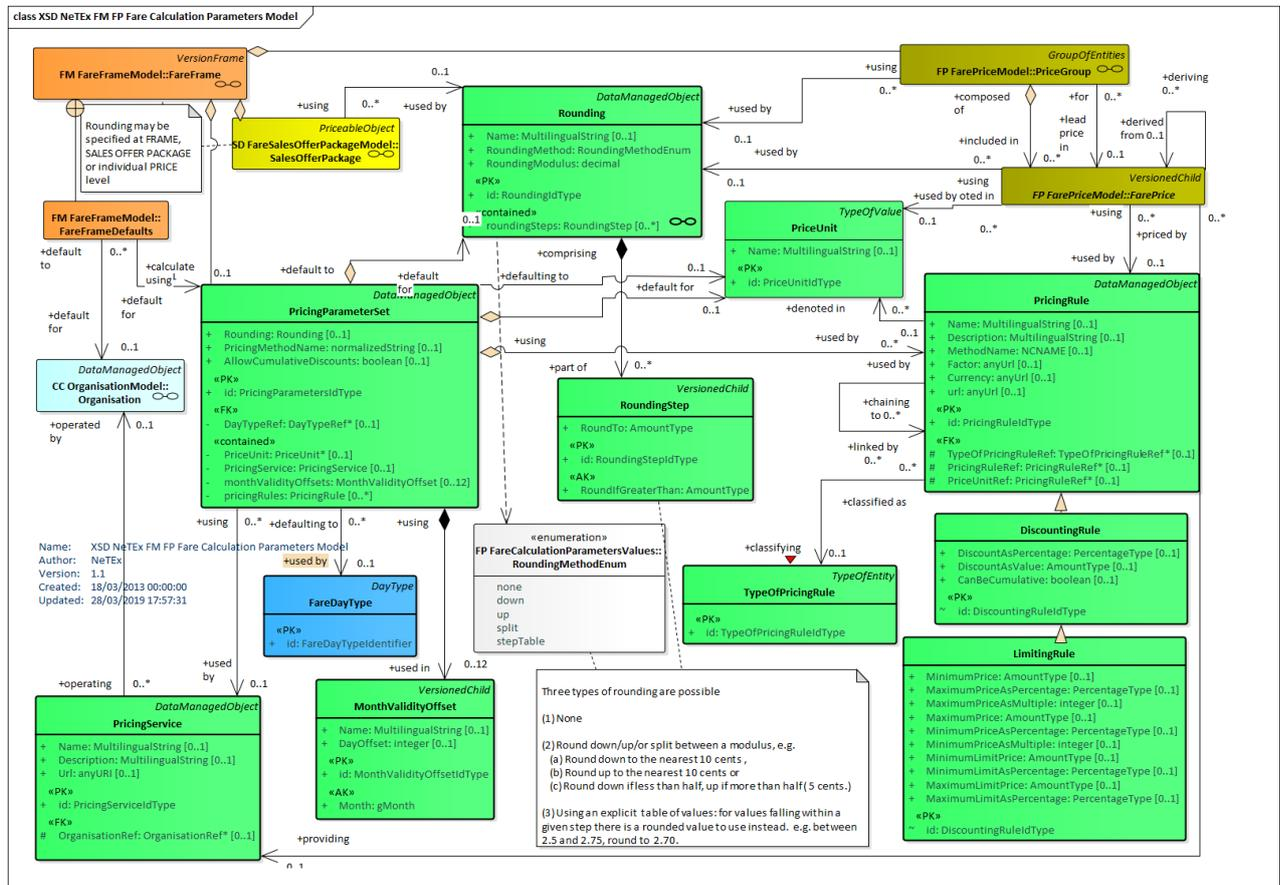 class XSD NeTEx FM FP Fare Calculation Parameters Model
VersionFrame
FM FareFrameModel::FareFrame
GroupOfEntities
FP FarePriceModel::PriceGroup
Rounding may be
specified at FRAME,
SALES OFFER PACKAGE
or individual PRICE
level
PriceableObject
SD FareSalesOfferPackageModel::
SalesOfferPackage
+using
0..*
0..1
+used by
DataManagedObject
Rounding
+ Name: MultilingualString [0..1]
+ RoundingMethod: RoundingMethodEnum
+ RoundingModulus: decimal
«PK»
+ id: RoundingIdType
«contained»
roundingSteps: RoundingStep [0..*]
0..1
+using
0..*
+used by
0..1
+used by
0..1
+composed
of
+for
+deriving
0..*
+lead
price
in
+derived
from 0..1
+included in
0..*
0..*
0..1
VersionedChild
FP FarePriceModel::FarePrice
+using
+used by oted in
0..1
0..*
+using
0..*
0..*
+priced by
+used by
0..1
FM FareFrameModel::
FareFrameDefaults
+default
to
0..*
+calculate
using
0..1
+default
for
+default
for
0..1
+default to
+default
for
+comprising
+defaulting to
0..1
+default for
0..1
TypeOfValue
PriceUnit
+ Name: MultilingualString [0..1]
«PK»
+ id: PriceUnitIdType
+denoted in
0..*
0..1
+used by
0..*
+used by
DataManagedObject
PricingParameterSet
+ Rounding: Rounding [0..1]
+ PricingMethodName: normalizedString [0..1]
+ AllowCumulativeDiscounts: boolean [0..1]
«PK»
+ id: PricingParametersIdType
«FK»
- DayTypeRef: DayTypeRef* [0..1]
«contained»
- PriceUnit: PriceUnit* [0..1]
- PricingService: PricingService [0..1]
- monthValidityOffsets: MonthValidityOffset [0..12]
- pricingRules: PricingRule [0..*]
+using
DataManagedObject
PricingRule
+ Name: MultilingualString [0..1]
+ Description: MultilingualString [0..1]
+ MethodName: NCNAME [0..1]
+ Factor: anyUrl [0..1]
+ Currency: anyUrl [0..1]
+ url: anyUrl [0..1]
«PK»
+ id: PricingRuleIdType
«FK»
# TypeOfPricingRuleRef: TypeOfPricingRuleRef* [0..1]
# PricingRuleRef: PricingRuleRef* [0..1]
# PriceUnitRef: PricingRuleRef* [0..1]
+chaining
to 0..*
+linked by
0..*
0..*
+classified as
+classifying
0..1
DataManagedObject
CC OrganisationModel::
Organisation
+operated
by
0..1
+part of
0..*
VersionedChild
RoundingStep
+ RoundTo: AmountType
«PK»
+ id: RoundingStepIdType
«AK»
+ RoundIfGreaterThan: AmountType
+using
0..*
+defaulting to
0..*
+using
+used by
0..1
Name: XSD NeTEx FM FP Fare Calculation Parameters Model
Author: NeTEx
Version: 1.1
Created: 18/03/2013 00:00:00
Updated: 28/03/2019 17:57:31
DayType
FareDayType
«PK»
+ id: FareDayTypeIdentifier
«enumeration»
FP FareCalculationParametersValues::
RoundingMethodEnum
none
down
up
split
stepTable
TypeOfEntity
TypeOfPricingRule
«PK»
+ id: TypeOfPricingRuleIdType
DiscountingRule
+ DiscountAsPercentage: PercentageType [0..1]
+ DiscountAsValue: AmountType [0..1]
+ CanBeCumulative: boolean [0..1]
«PK»
~ id: DiscountingRuleIdType
LimitingRule
+ MinimumPrice: AmountType [0..1]
+ MaximumPriceAsPercentage: PercentageType [0..1]
+ MaximumPriceAsMultiple: integer [0..1]
+ MaximumPrice: AmountType [0..1]
+ MinimumPriceAsPercentage: PercentageType [0..1]
+ MinimumPriceAsMultiple: integer [0..1]
+ MinimumLimitPrice: AmountType [0..1]
+ MinimumLimitAsPercentage: PercentageType [0..1]
+ MaximumLimitPrice: AmountType [0..1]
+ MaximumLimitAsPercentage: PercentageType [0..1]
«PK»
~ id: DiscountingRuleIdType
+operating
0..*
+used
by
0..1
+used in
0..12
DataManagedObject
PricingService
+ Name: MultilingualString [0..1]
+ Description: MultilingualString [0..1]
+ Url: anyURI [0..1]
«PK»
+ id: PricingServiceIdType
«FK»
# OrganisationRef: OrganisationRef* [0..1]
VersionedChild
MonthValidityOffset
+ Name: MultilingualString [0..1]
+ DayOffset: integer [0..1]
«PK»
+ id: MonthValidityOffsetIdType
«AK»
+ Month: gMonth
Three types of rounding are possible
(1) None
(2) Round down/up/or split between a modulus, e.g.
(a) Round down to the nearest 10 cents ,
(b) Round up to the nearest 10 cents or
(c) Round down if less than half, up if more than half ( 5 cents.)
(3) Using an explicit table of values: for values falling within a
given step there is a rounded value to use instead. e.g. between
2.5 and 2.75, round to 2.70.
+providing
0..1